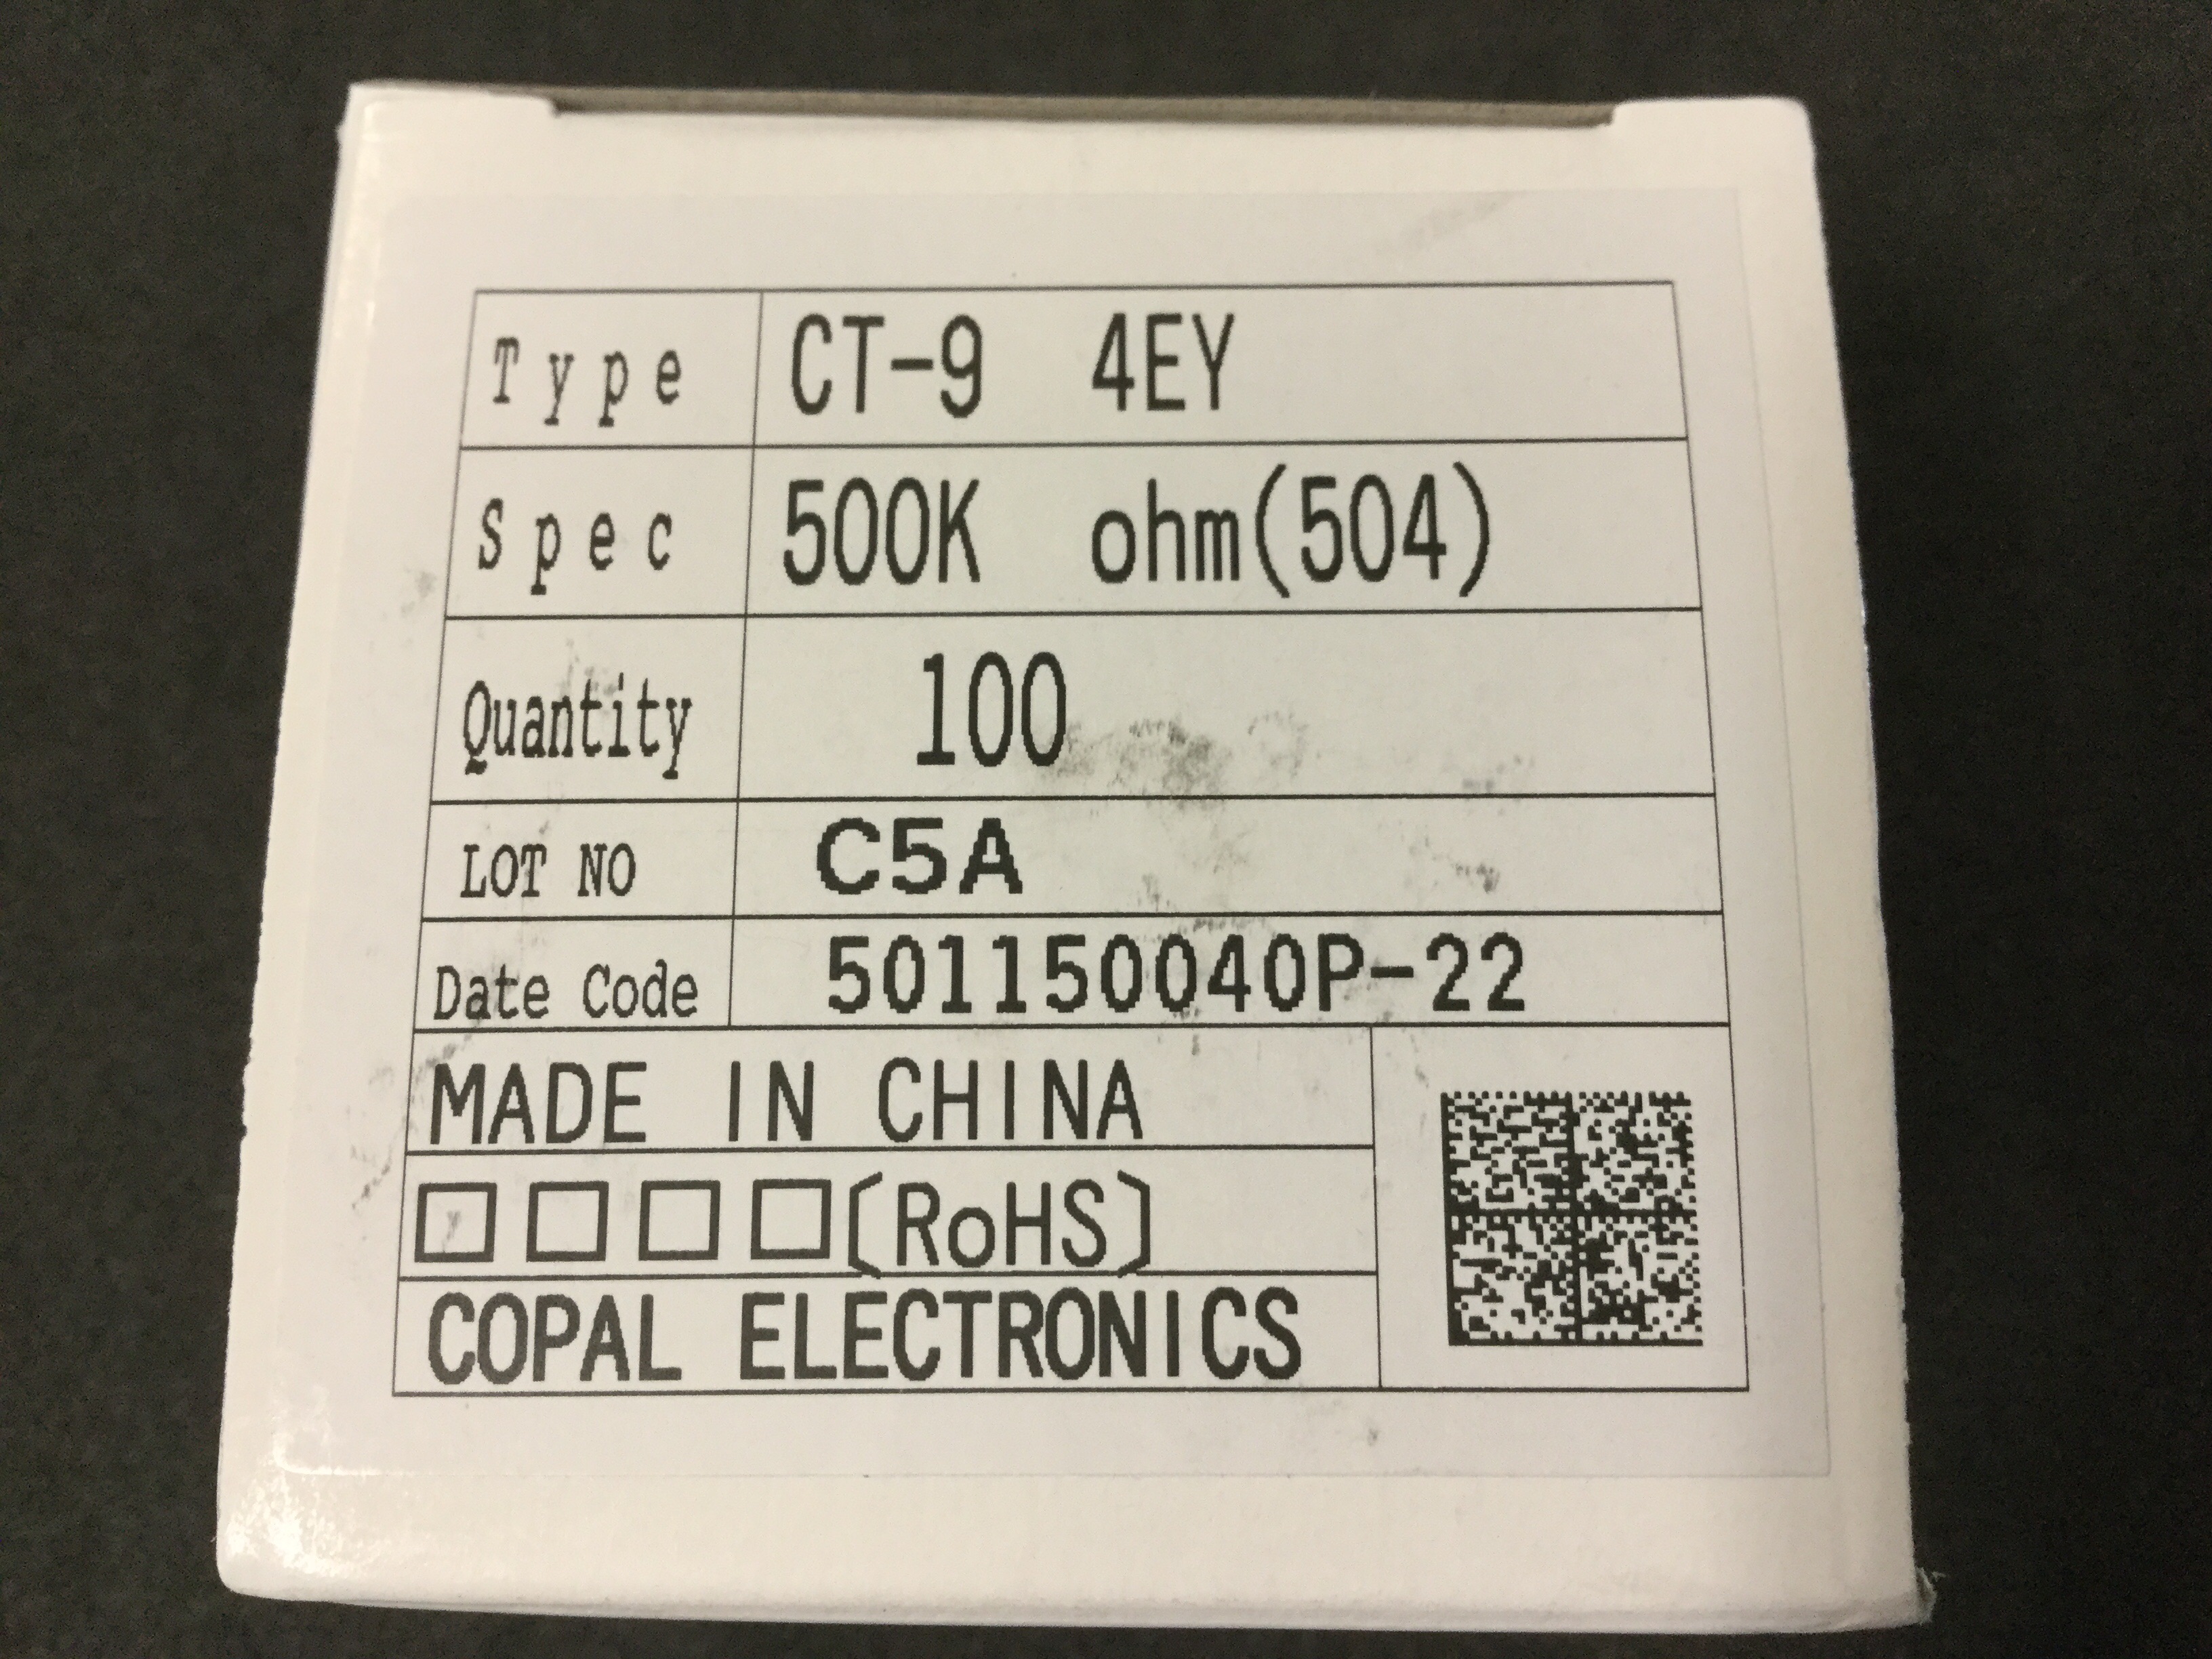 Type CT-9 4EY
Spec 500K ohm(504)
Quantity 100
LOT NO C5A
Date Code 501150040P-22
MADE IN CHINA
□□□□(RoHS)
COPAL ELECTRONICS